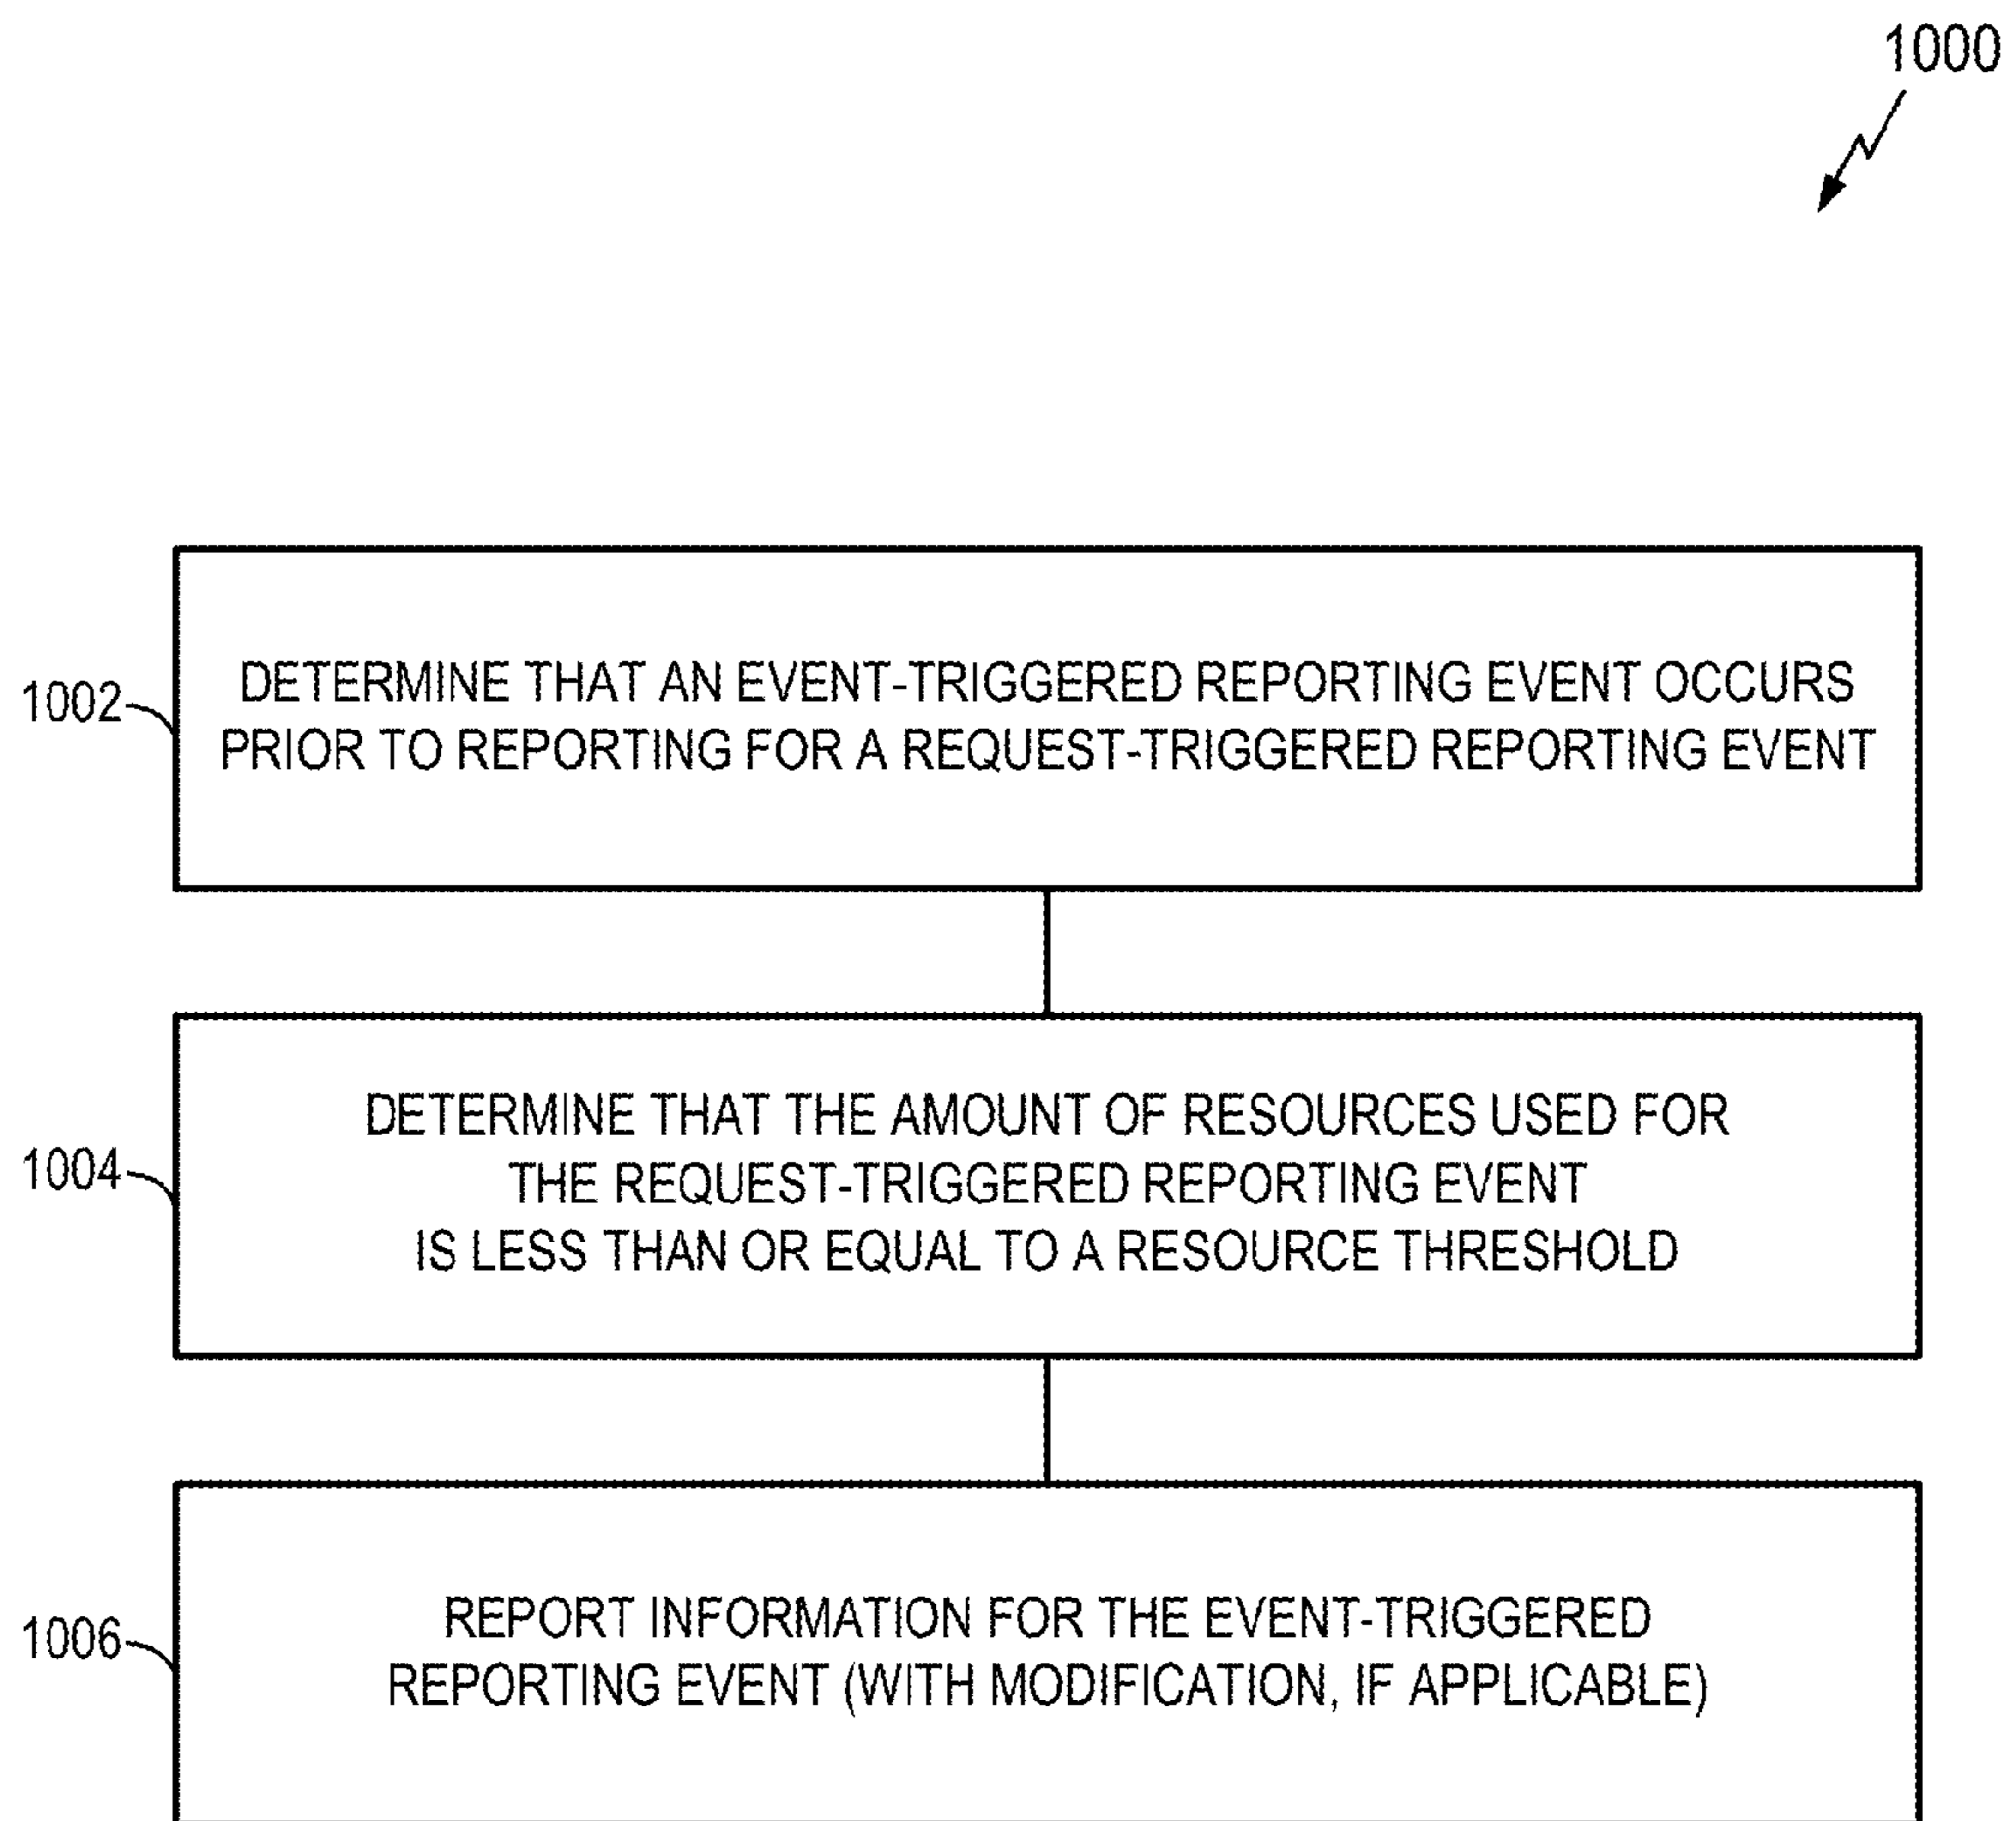 1000
1002
DETERMINE THAT AN EVENT-TRIGGERED REPORTING EVENT OCCURS
PRIOR TO REPORTING FOR A REQUEST-TRIGGERED REPORTING EVENT
1004
DETERMINE THAT THE AMOUNT OF RESOURCES USED FOR
THE REQUEST-TRIGGERED REPORTING EVENT
IS LESS THAN OR EQUAL TO A RESOURCE THRESHOLD
1006
REPORT INFORMATION FOR THE EVENT-TRIGGERED
REPORTING EVENT (WITH MODIFICATION, IF APPLICABLE)